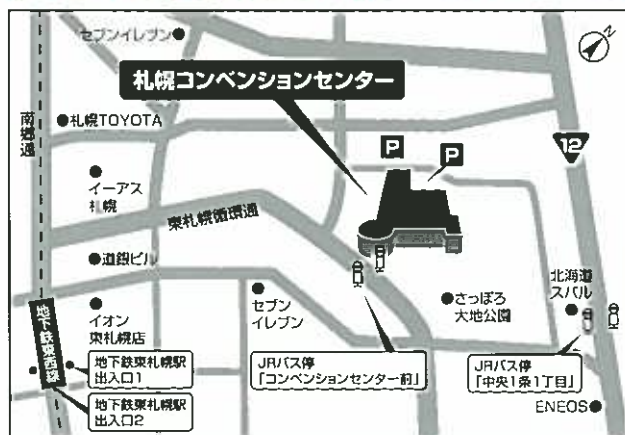 セブンイレブン
N
札幌コンベンションセンター
南郷通
札幌TOYOTA
P
P
12
イーアス
札幌
東札幌循環通
道銀ビル
地下鉄東西線
イオン
東札幌店
セブン
イレブン
さっぽろ
大地公園
北海道
スバル
地下鉄東札幌駅
出入口1
地下鉄東札幌駅
出入口2
JRバス停
「コンベンションセンター前」
JRバス停
「中央1条1丁目」
ENEOS